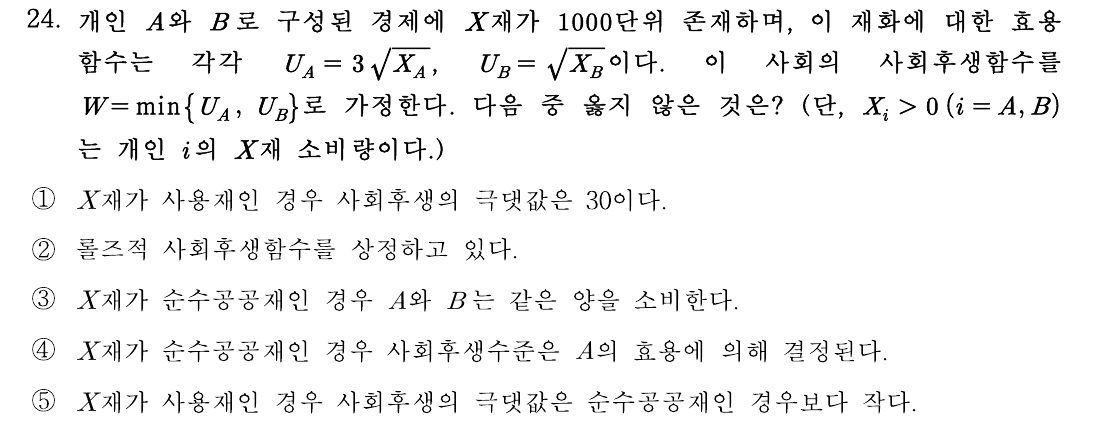 24. 개인 A와 B로 구성된 경제에 X재가 1000단위 존재하며, 이 재화에 대한 효용
함수는 각각 U_A = 3√X_A, U_B = √X_B이다. 이 사회의 사회후생함수를
W = min{U_A, U_B}로 가정한다. 다음 중 옳지 않은 것은? (단, X_i > 0 (i = A, B)
는 개인 i의 X재 소비량이다.)
① X재가 사용재인 경우 사회후생의 극댓값은 30이다.
② 롤즈적 사회후생함수를 상정하고 있다.
③ X재가 순수공공재인 경우 A와 B는 같은 양을 소비한다.
④ X재가 순수공공재인 경우 사회후생수준은 A의 효용에 의해 결정된다.
⑤ X재가 사용재인 경우 사회후생의 극댓값은 순수공공재인 경우보다 작다.